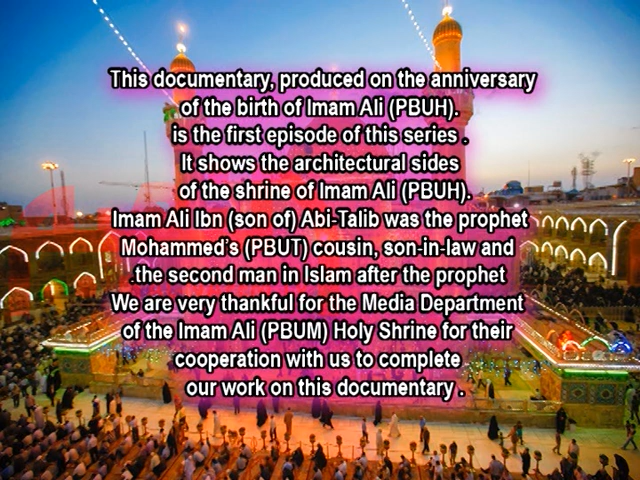 This documentary, produced on the anniversary
of the birth of Imam Ali (PBUH).
is the first episode of this series .
It shows the architectural sides
of the shrine of Imam Ali (PBUH).
Imam Ali Ibn (son of) Abi-Talib was the prophet
Mohammed's (PBUT) cousin, son-in-law and
.the second man in Islam after the prophet
We are very thankful for the Media Department
of the Imam Ali (PBUM) Holy Shrine for their
cooperation with us to complete
our work on this documentary .